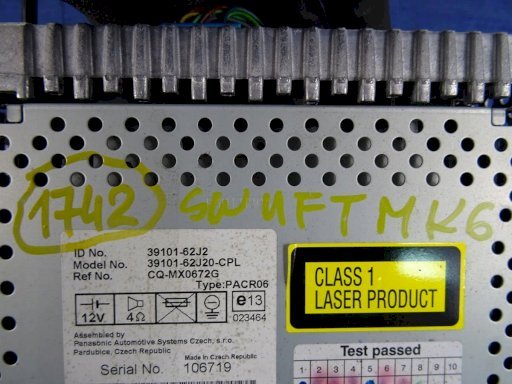 1742 SWUFT MK6
ID No. 39101-62J2
Model No. 39101-62J20-CPL
Ref No. CQ-MX0672G
Type:PACR06
12V 4Ω e13
023464
Assembled by
Panasonic Automotive Systems Czech, s.r.o.
Pardubice, Czech Republic
Made in Czech Republic
Serial No. 106719
CLASS 1
LASER PRODUCT
Test passed
1 2 3 4 5 6 7 8 9 10